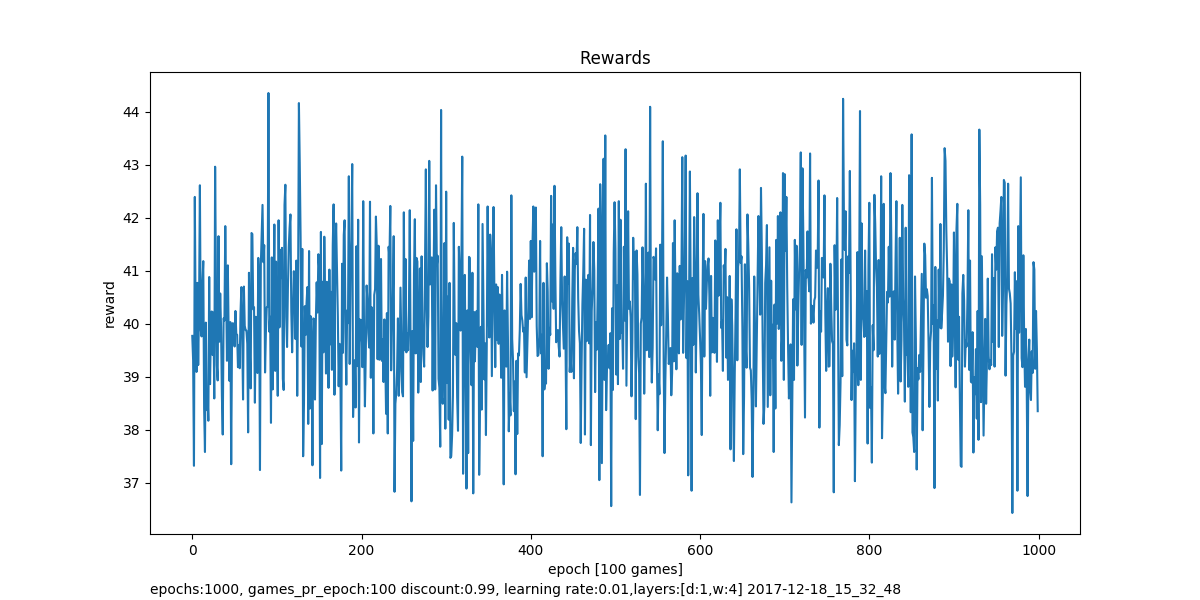 Rewards
reward
44
43
42
41
40
39
38
37
0 200 400 600 800 1000
epoch [100 games]
epochs:1000, games_pr_epoch:100 discount:0.99, learning rate:0.01,layers:[d:1,w:4] 2017-12-18_15_32_48